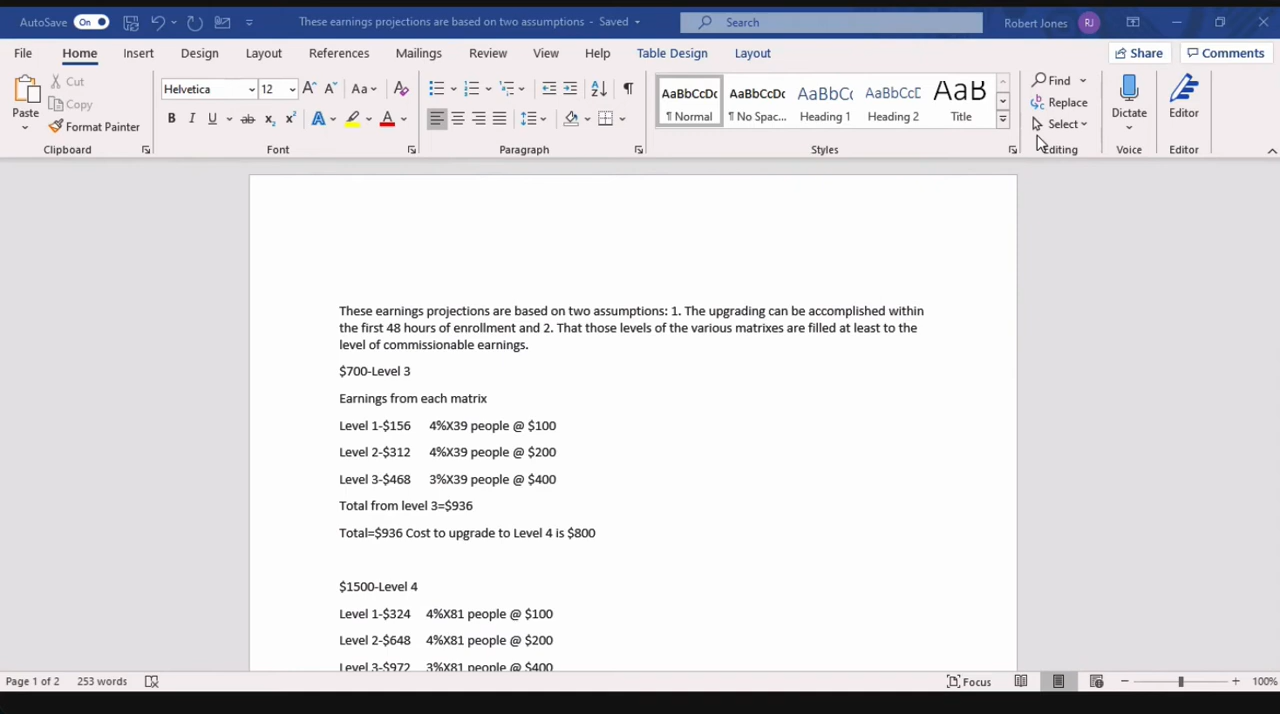 AutoSave On These earnings projections are based on two assumptions - Saved Search Robert Jones RJ
File Home Insert Design Layout References Mailings Review View Help Table Design Layout Share Comments
Paste Cut Copy Format Painter
Helvetica 12 Aa
B I U ab x₂ x² A A
AaBbCcDc AaBbCcDc AaBbCc AaBbCcD AaB
¶ Normal ¶ No Spac... Heading 1 Heading 2 Title
Find Replace Select Dictate Editor
Clipboard Font Paragraph Styles Editing Voice Editor
These earnings projections are based on two assumptions: 1. The upgrading can be accomplished within
the first 48 hours of enrollment and 2. That those levels of the various matrixes are filled at least to the
level of commissionable earnings.
$700-Level 3
Earnings from each matrix
Level 1-$156 4%X39 people @ $100
Level 2-$312 4%X39 people @ $200
Level 3-$468 3%X39 people @ $400
Total from level 3=$936
Total=$936 Cost to upgrade to Level 4 is $800
$1500-Level 4
Level 1-$324 4%X81 people @ $100
Level 2-$648 4%X81 people @ $200
Level 3-$972 3%X81 people @ $400
Page 1 of 2 253 words Focus 100%